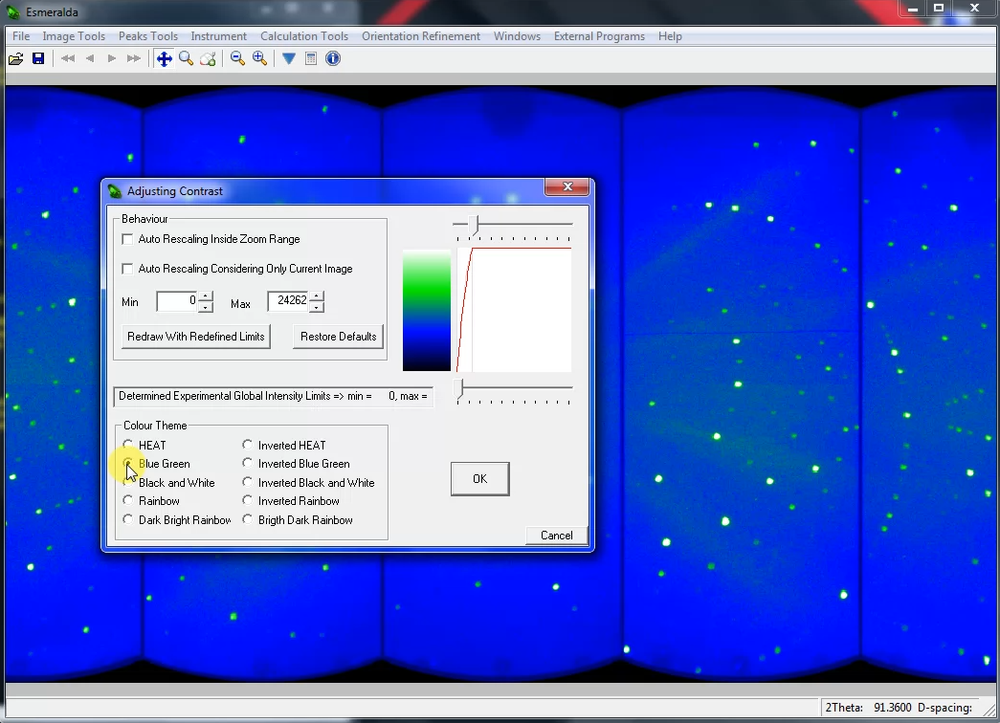 Esmeralda
File Image Tools Peaks Tools Instrument Calculation Tools Orientation Refinement Windows External Programs Help
Adjusting Contrast
Behaviour
Auto Rescaling Inside Zoom Range
Auto Rescaling Considering Only Current Image
Min 0 Max 24262
Redraw With Redefined Limits Restore Defaults
Determined Experimental Global Intensity Limits => min = 0, max =
Colour Theme
HEAT Inverted HEAT
Blue Green Inverted Blue Green
Black and White Inverted Black and White
Rainbow Inverted Rainbow
Dark Bright Rainbow Brigth Dark Rainbow
OK
Cancel
2Theta: 91.3600 D-spacing: